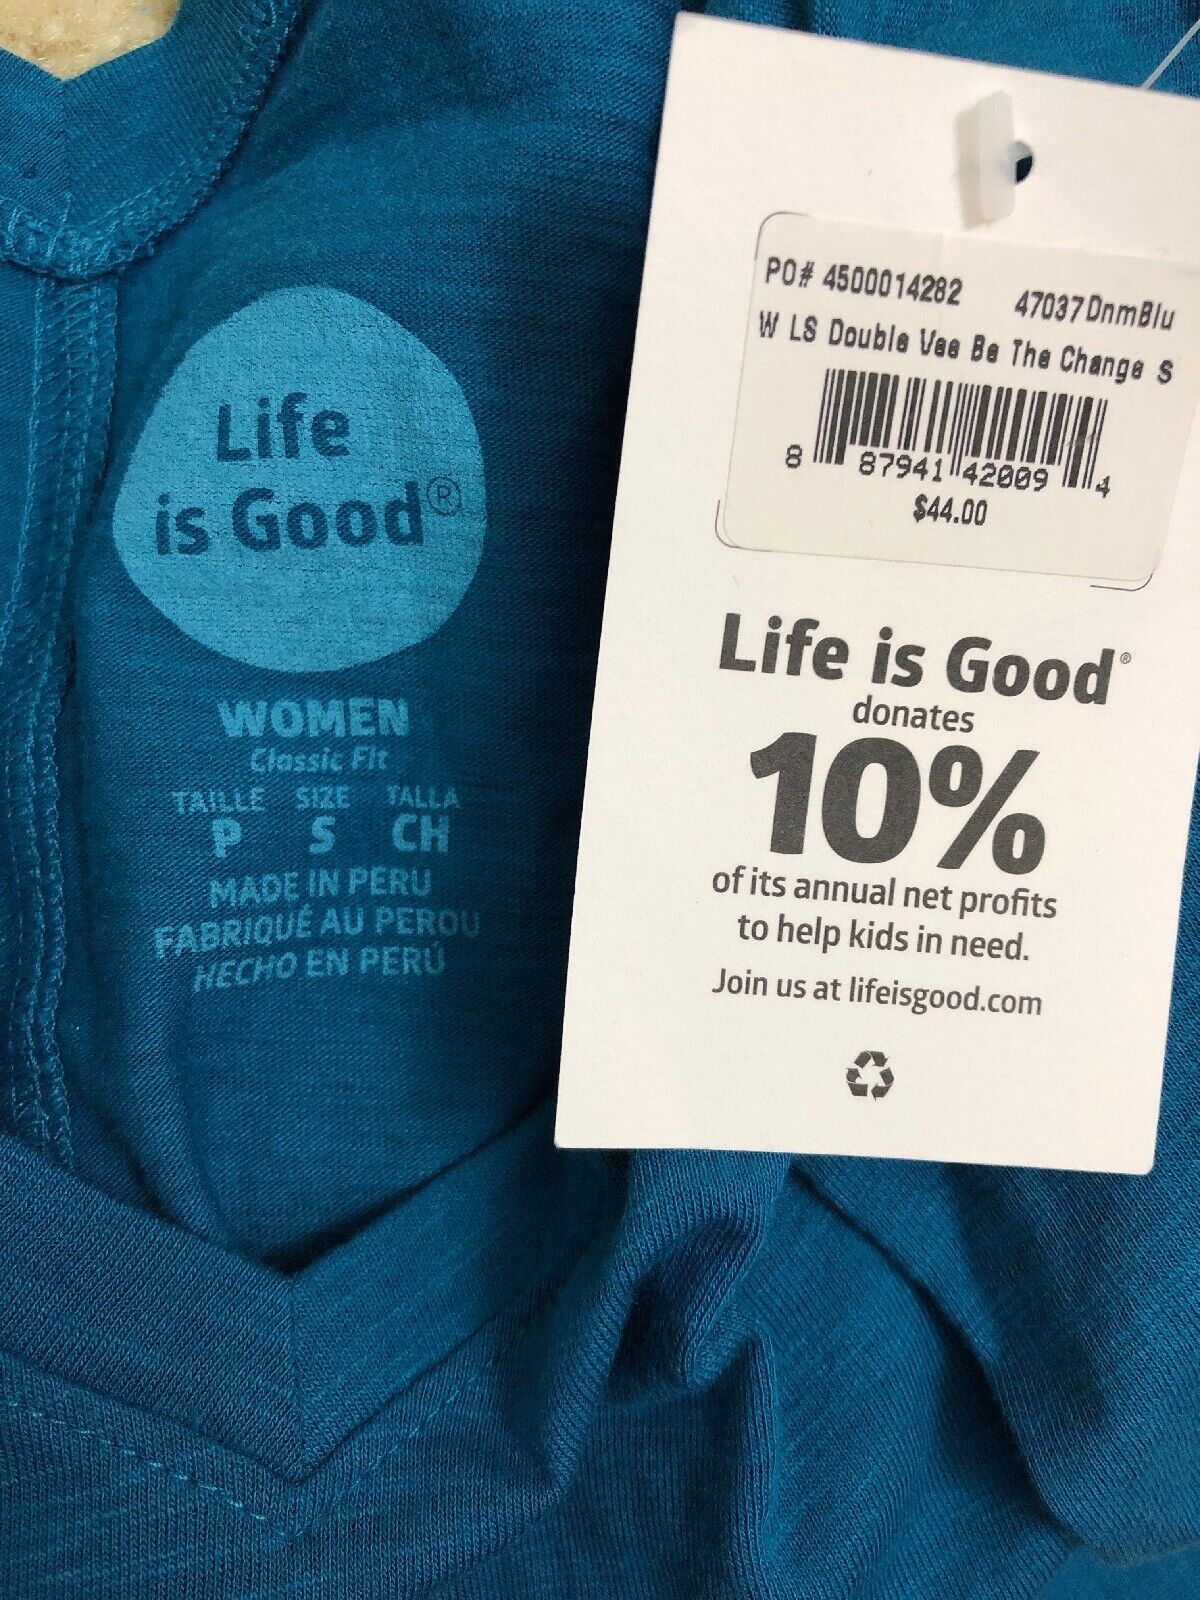 Life
is Good®
WOMEN
Classic Fit
TAILLE SIZE TALLA
P S CH
MADE IN PERU
FABRIQUÉ AU PEROU
HECHO EN PERÚ
PO# 4500014282 47037DnmBlu
W LS Double Vee Be The Change S
8 87941 42009 4
$44.00
Life is Good®
donates
10%
of its annual net profits
to help kids in need.
Join us at lifeisgood.com